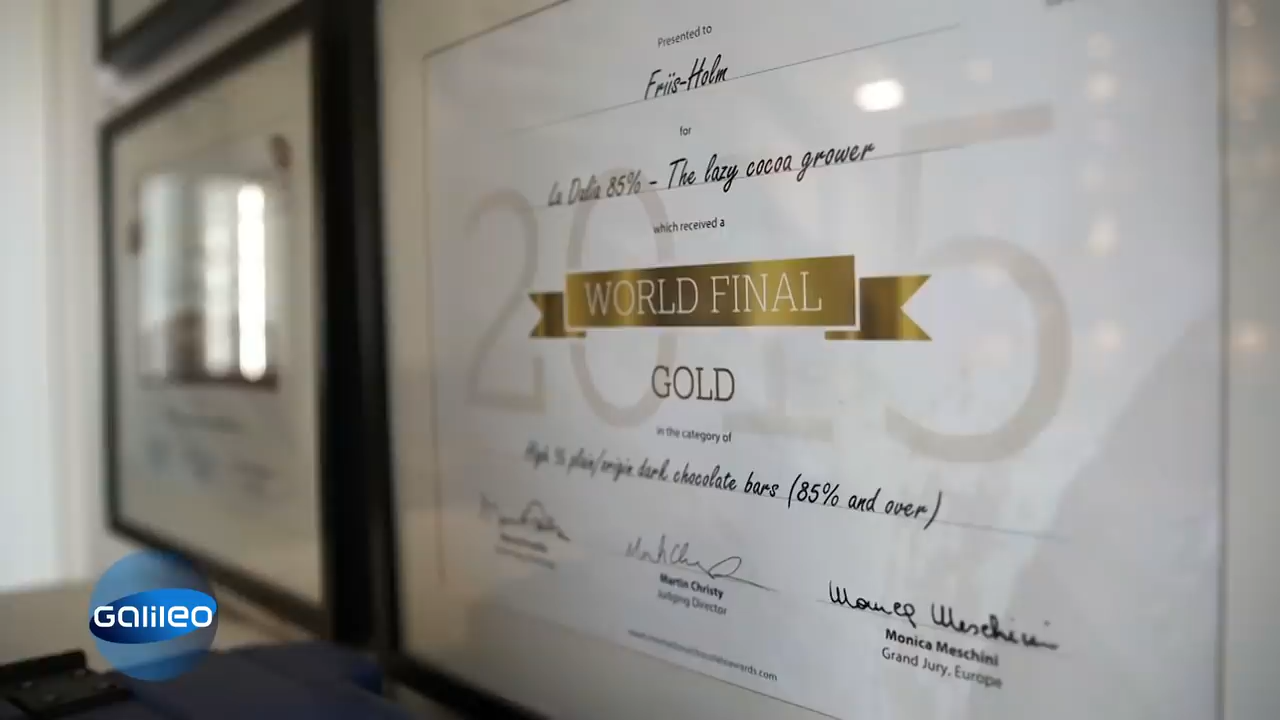 Presented to
Friis-Holm
for
La Dalia 85% - The lazy cocoa grower
which received a
2015
WORLD FINAL
GOLD
in the category of
High % plain/origin dark chocolate bars (85% and over)
Martin Christy
Judging Director
Monica Meschini
Grand Jury, Europe
GALILEO